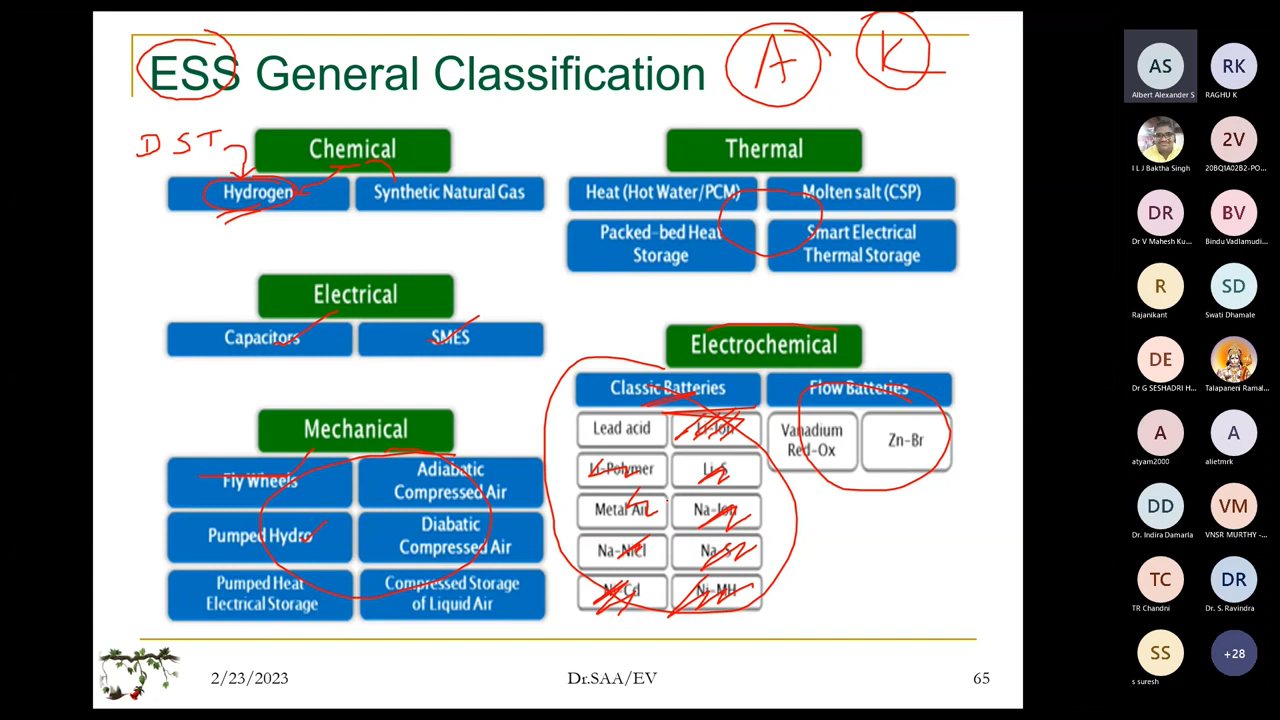 ESS General Classification
A
K
DST
Chemical
Hydrogen
Synthetic Natural Gas
Electrical
Capacitors
SMES
Mechanical
Fly Wheels
Adiabatic
Compressed Air
Pumped Hydro
Diabatic
Compressed Air
Pumped Heat
Electrical Storage
Compressed Storage
of Liquid Air
Thermal
Heat (Hot Water/PCM)
Molten salt (CSP)
Packed-bed Heat
Storage
Smart Electrical
Thermal Storage
Electrochemical
Classic Batteries
Flow Batteries
Lead acid
Li-Ion
Li-Polymer
Li-S
Metal Air
Na-Ion
Na-NiCl
Na-S
Ni-Cd
Ni-MH
Vanadium
Red-Ox
Zn-Br
2/23/2023
Dr.SAA/EV
65
AS
Albert Alexander S
RK
RAGHU K
I L J Baktha Singh
2V
20BQ1A02B2-PO...
DR
Dr V Mahesh Ku...
BV
Bindu Vadlamudi...
R
Rajanikant
SD
Swati Dhamale
DE
Dr G SESHADRI H...
Talapaneni Ramal...
A
atyam2000
A
alietmrk
DD
Dr. Indira Damarla
VM
VNSR MURTHY -...
TC
TR Chandni
DR
Dr. S. Ravindra
SS
s suresh
+28